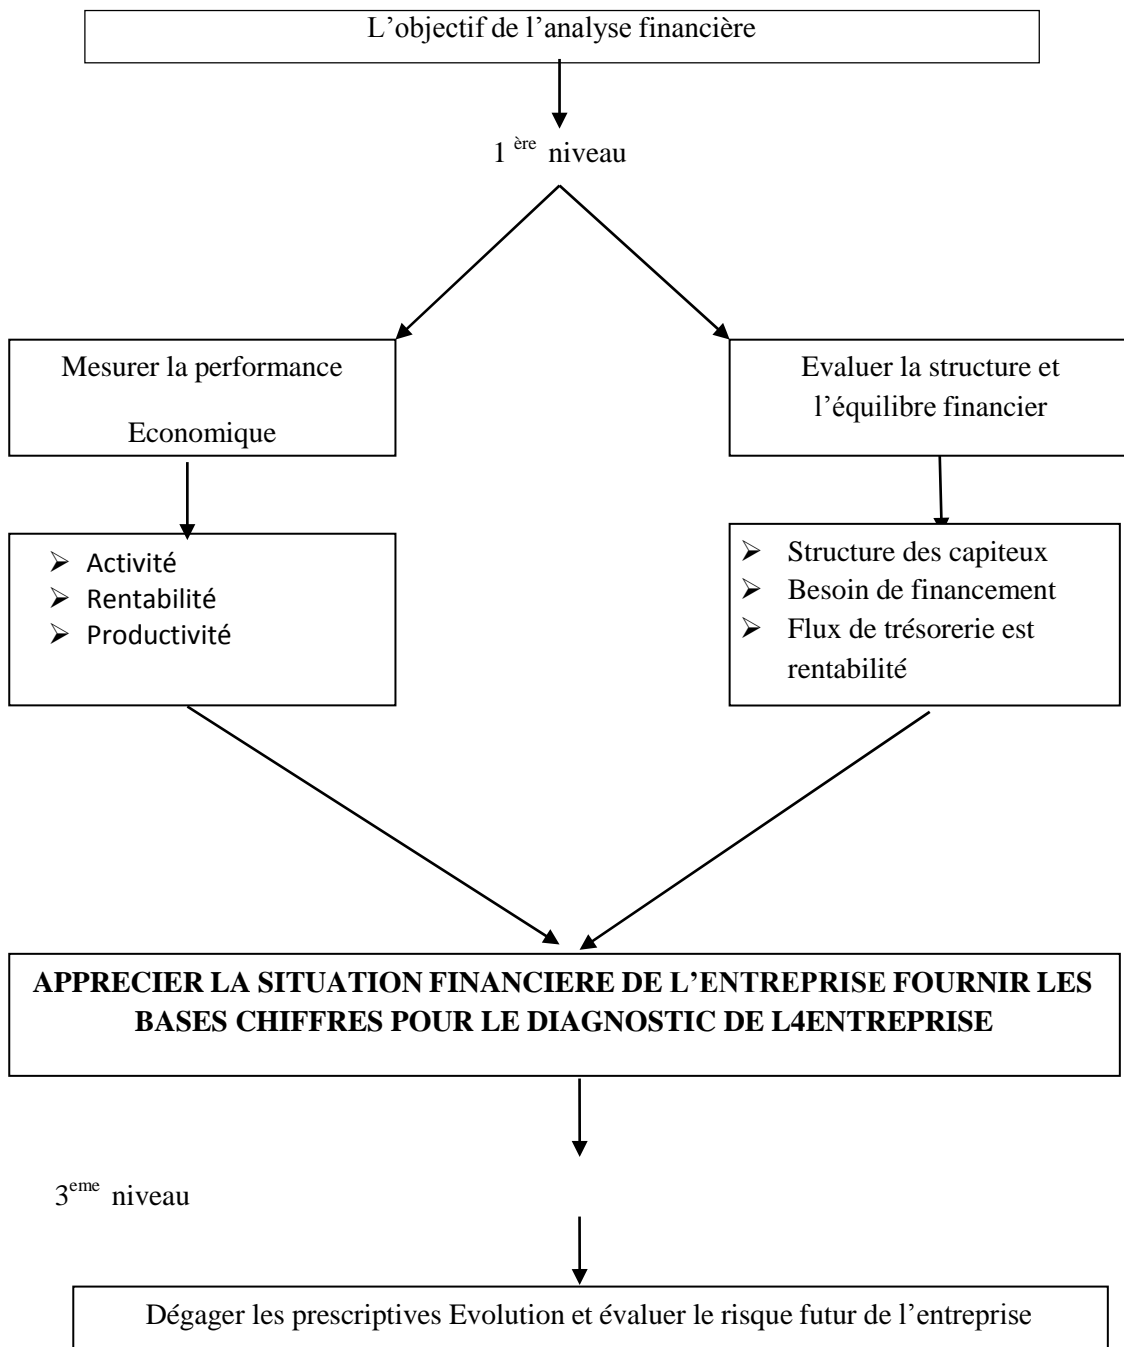 L’objectif de l’analyse financière
1 ère niveau
Mesurer la performance
Economique
Evaluer la structure et
l’équilibre financier
➢ Activité
➢ Rentabilité
➢ Productivité
➢ Structure des capiteux
➢ Besoin de financement
➢ Flux de trésorerie est
rentabilité
APPRECIER LA SITUATION FINANCIERE DE L’ENTREPRISE FOURNIR LES
BASES CHIFFRES POUR LE DIAGNOSTIC DE L4ENTREPRISE
3eme niveau
Dégager les prescriptives Evolution et évaluer le risque futur de l’entreprise